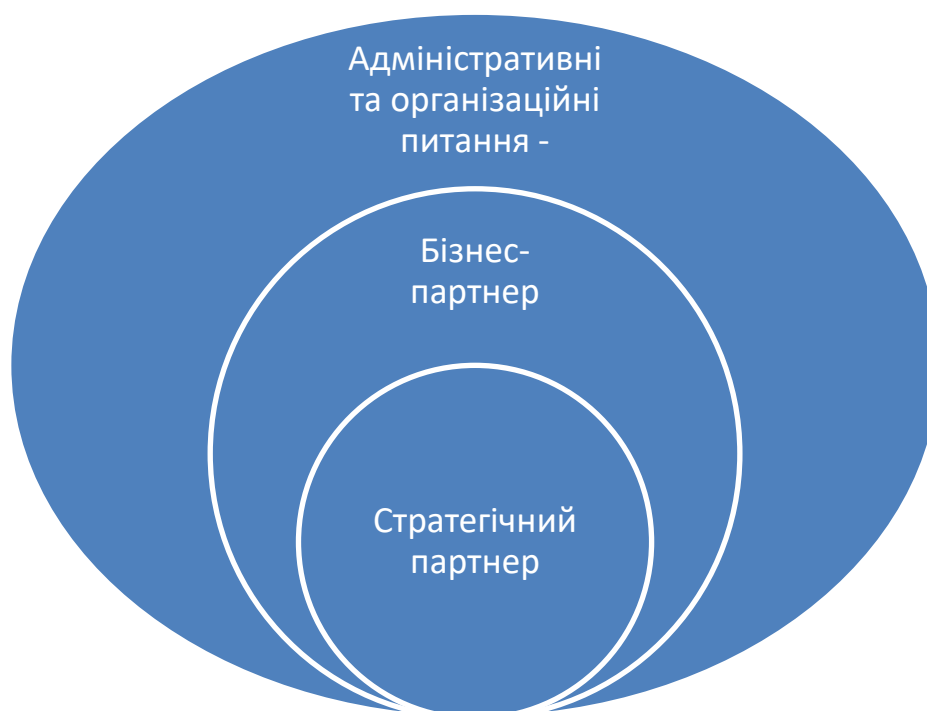 Адміністративні
та організаційні
питання -
Бізнес-
партнер
Стратегічний
партнер